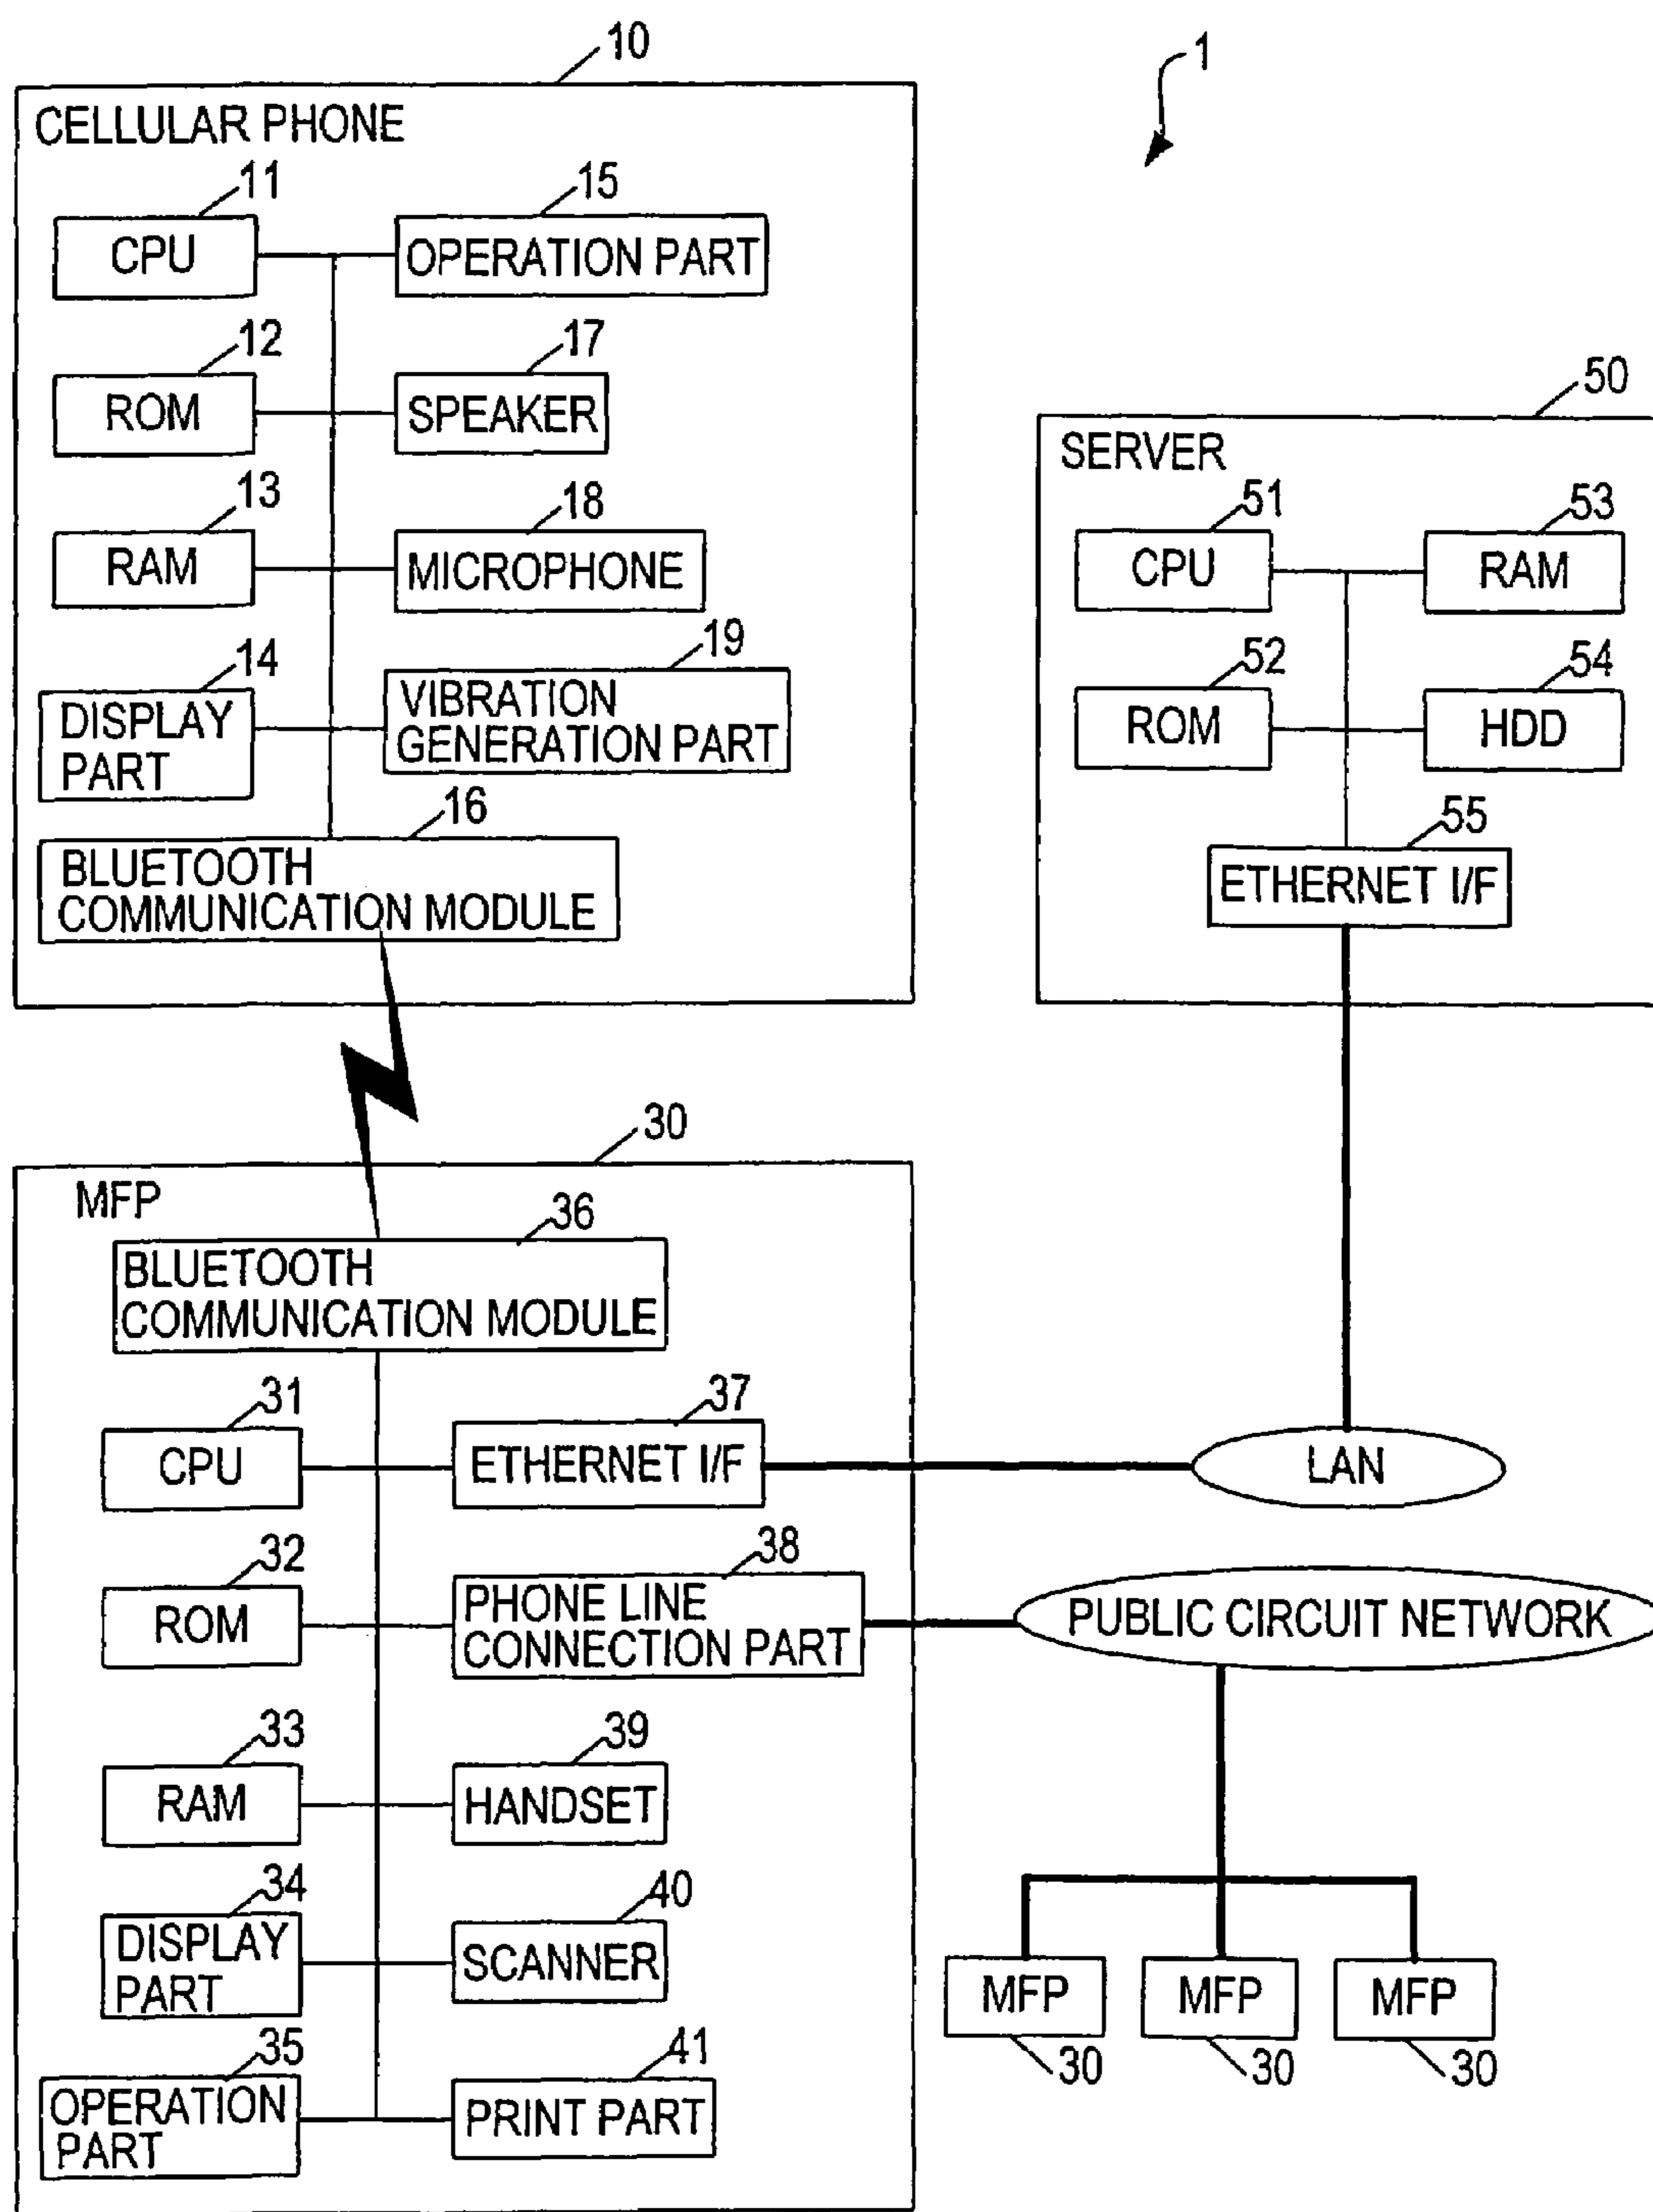 10
1
CELLULAR PHONE
11
15
CPU
OPERATION PART
12
17
ROM
SPEAKER
13
18
RAM
MICROPHONE
14
19
DISPLAY
PART
VIBRATION
GENERATION PART
16
BLUETOOTH
COMMUNICATION MODULE
50
SERVER
51
53
CPU
RAM
52
54
ROM
HDD
55
ETHERNET I/F
30
MFP
36
BLUETOOTH
COMMUNICATION MODULE
31
37
CPU
ETHERNET I/F
LAN
32
38
ROM
PHONE LINE
CONNECTION PART
PUBLIC CIRCUIT NETWORK
33
39
RAM
HANDSET
34
40
DISPLAY
PART
SCANNER
35
41
OPERATION
PART
PRINT PART
MFP
MFP
MFP
30
30
30